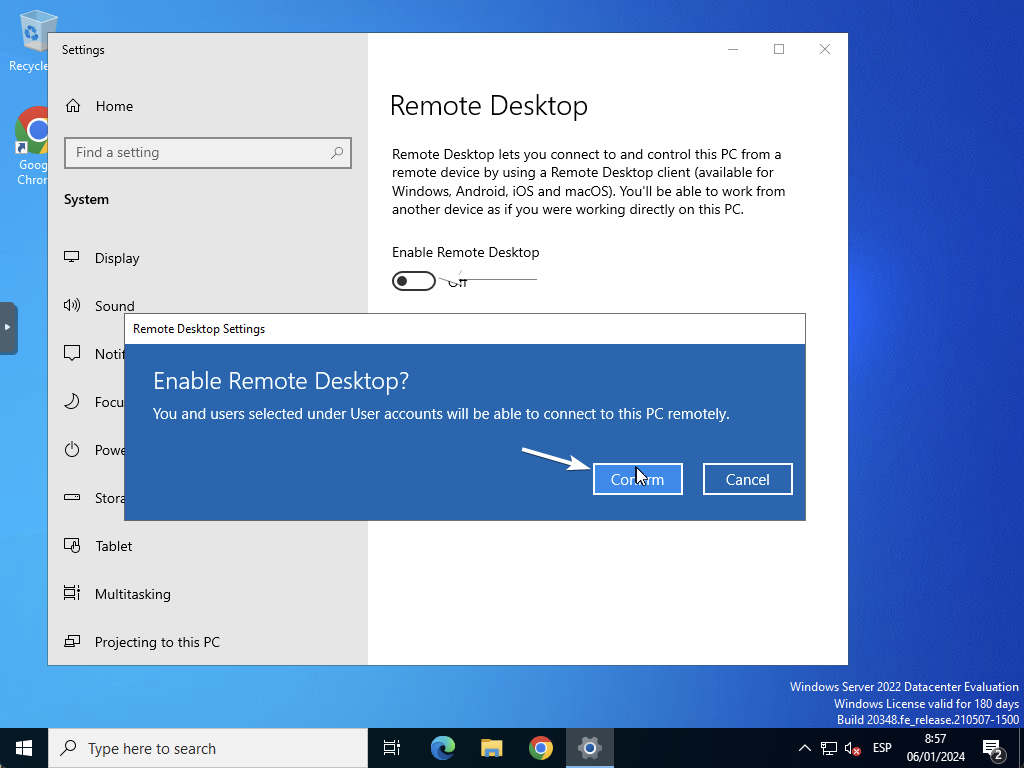 Recycle
Goog
Chron
Settings
Home
Find a setting
System
Display
Sound
Notif
Focu
Powe
Stora
Tablet
Multitasking
Projecting to this PC
Remote Desktop
Remote Desktop lets you connect to and control this PC from a
remote device by using a Remote Desktop client (available for
Windows, Android, iOS and macOS). You'll be able to work from
another device as if you were working directly on this PC.
Enable Remote Desktop
Remote Desktop Settings
Enable Remote Desktop?
You and users selected under User accounts will be able to connect to this PC remotely.
Confirm
Cancel
Windows Server 2022 Datacenter Evaluation
Windows License valid for 180 days
Build 20348.fe_release.210507-1500
Type here to search
ESP
8:57
06/01/2024
2